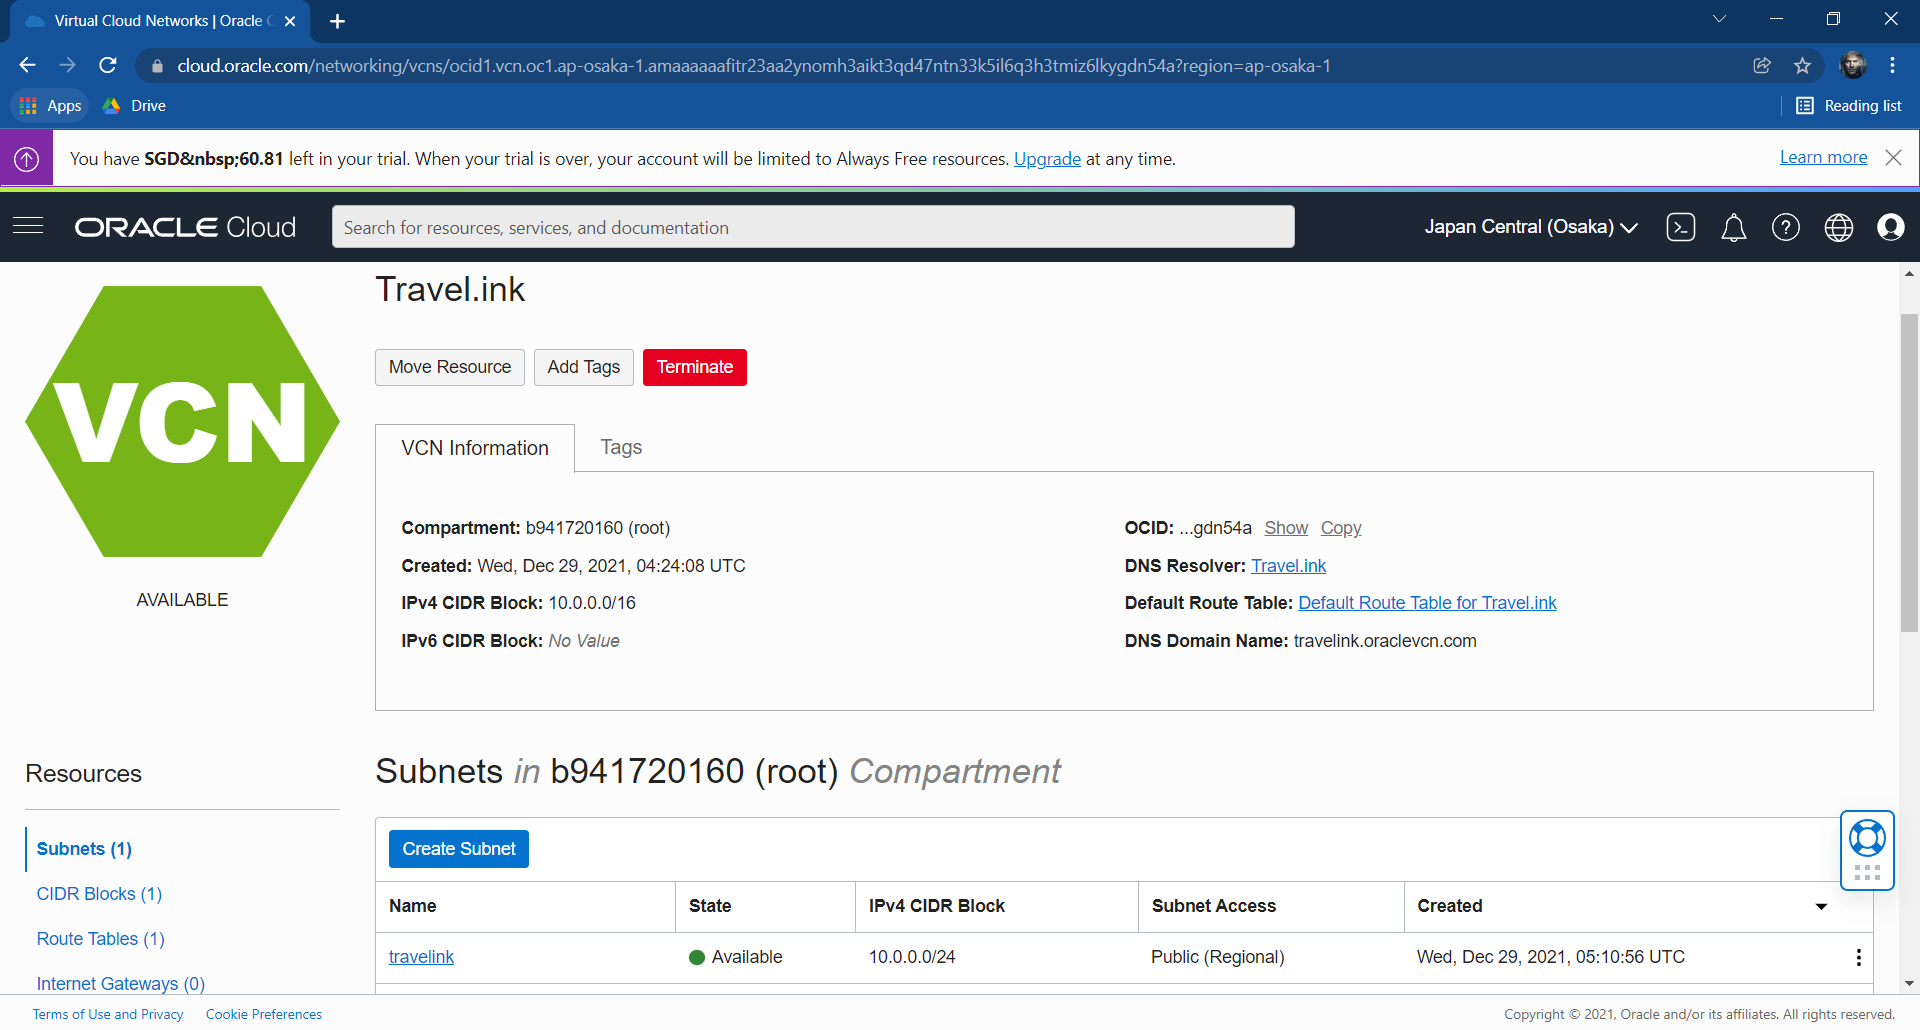 Virtual Cloud Networks | Oracle C
cloud.oracle.com/networking/vcns/ocid1.vcn.oc1.ap-osaka-1.amaaaaaafitr23aa2ynomh3aikt3qd47ntn33k5il6q3h3tmiz6lkygdn54a?region=ap-osaka-1
Apps Drive Reading list
You have SGD&nbsp;60.81 left in your trial. When your trial is over, your account will be limited to Always Free resources. Upgrade at any time. Learn more
ORACLE Cloud Search for resources, services, and documentation Japan Central (Osaka)
Travel.ink
Move Resource Add Tags Terminate
VCN
AVAILABLE
VCN Information Tags
Compartment: b941720160 (root) OCID: ...gdn54a Show Copy
Created: Wed, Dec 29, 2021, 04:24:08 UTC DNS Resolver: Travel.ink
IPv4 CIDR Block: 10.0.0.0/16 Default Route Table: Default Route Table for Travel.ink
IPv6 CIDR Block: No Value DNS Domain Name: travelink.oraclevcn.com
Resources
Subnets (1)
CIDR Blocks (1)
Route Tables (1)
Internet Gateways (0)
Subnets in b941720160 (root) Compartment
Create Subnet
Name State IPv4 CIDR Block Subnet Access Created
travelink Available 10.0.0.0/24 Public (Regional) Wed, Dec 29, 2021, 05:10:56 UTC
Terms of Use and Privacy Cookie Preferences Copyright © 2021, Oracle and/or its affiliates. All rights reserved.